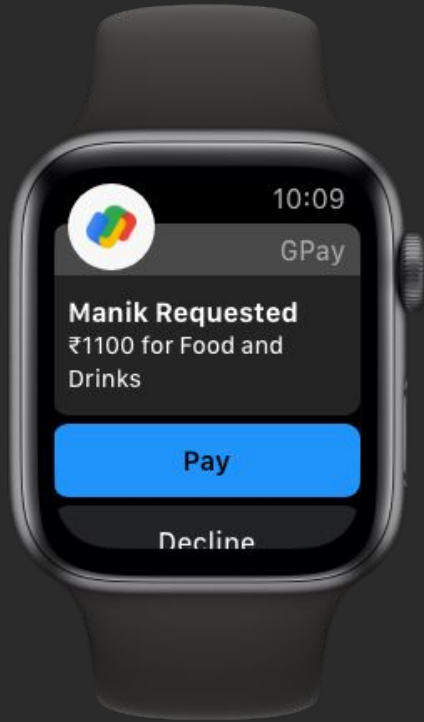 10:09
GPay
Manik Requested
₹1100 for Food and
Drinks
Pay
Decline